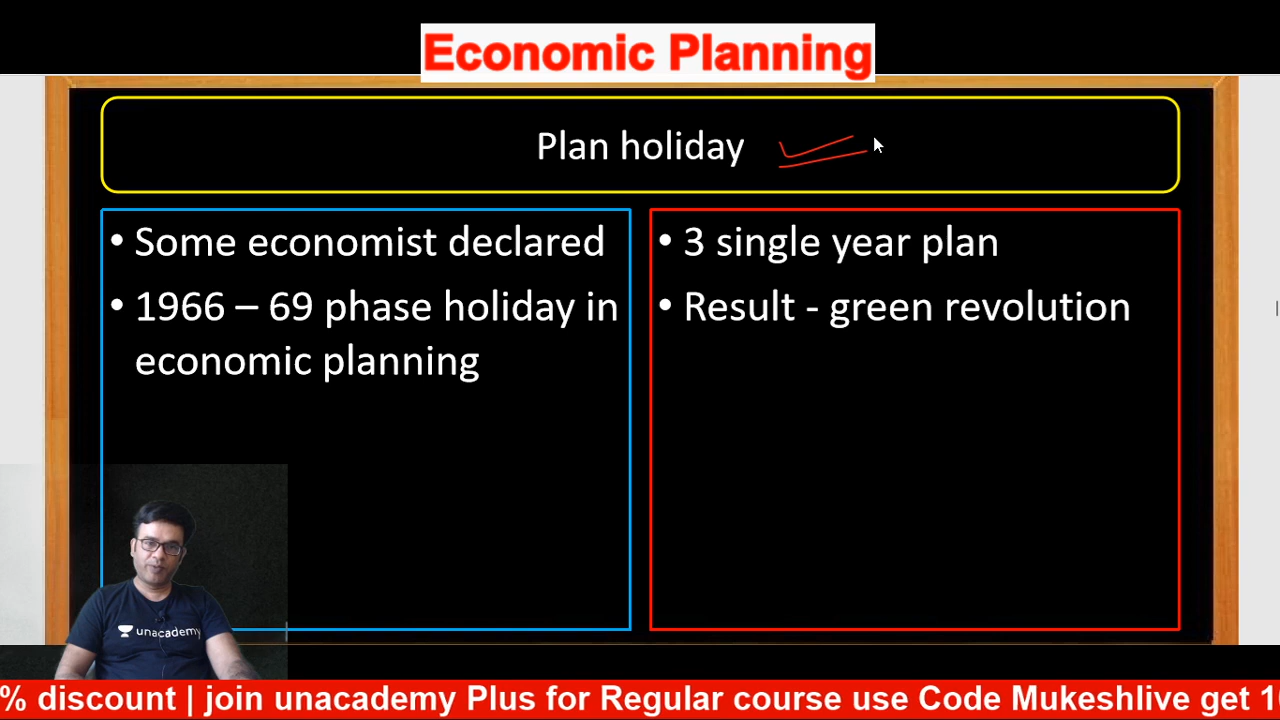 Economic Planning
Plan holiday
• Some economist declared
• 1966 – 69 phase holiday in
economic planning
• 3 single year plan
• Result - green revolution
unacademy
% discount | join unacademy Plus for Regular course use Code Mukeshlive get 1